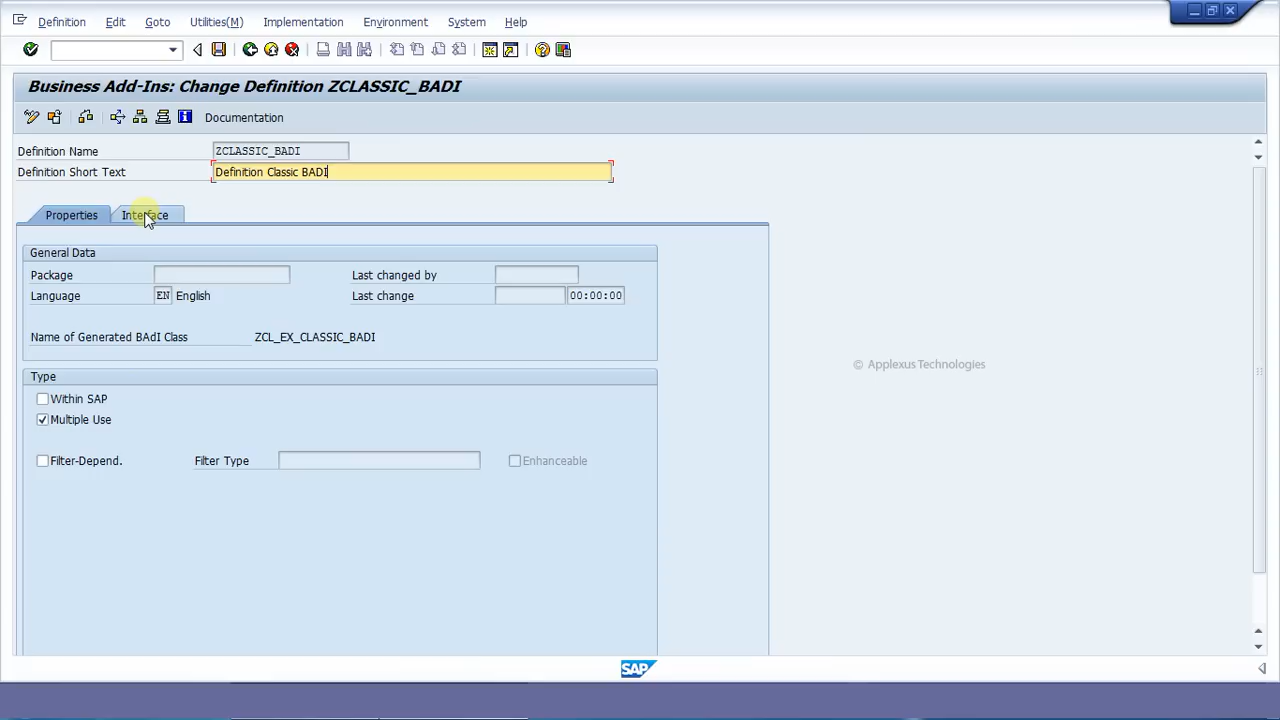 Definition Edit Goto Utilities(M) Implementation Environment System Help
Business Add-Ins: Change Definition ZCLASSIC_BADI
Documentation
Definition Name ZCLASSIC_BADI
Definition Short Text Definition Classic BADI
Properties Interface
General Data
Package Last changed by
Language EN English Last change 00:00:00
Name of Generated BAdI Class ZCL_EX_CLASSIC_BADI
© Applexus Technologies
Type
Within SAP
Multiple Use
Filter-Depend. Filter Type Enhanceable
SAP